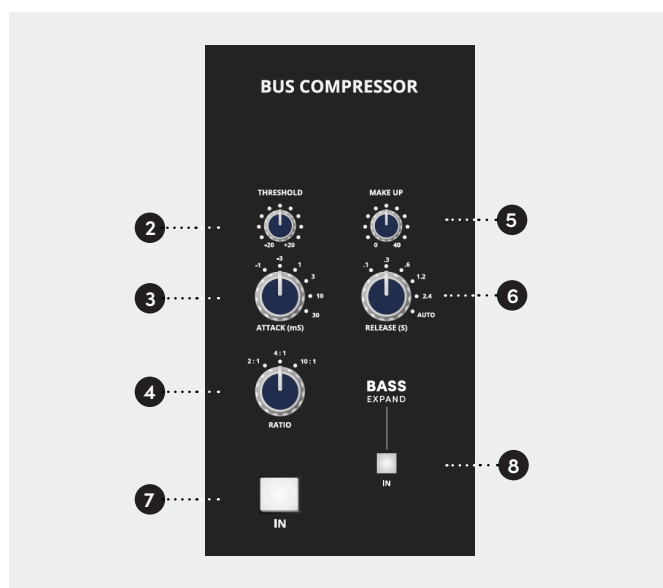 BUS COMPRESSOR
THRESHOLD
MAKE UP
2
5
-20 +20
0 40
-1 -3 1 3 10 30
.1 .3 .6 1.2 2.4 AUTO
3
6
ATTACK (mS)
RELEASE (S)
2:1 4:1 10:1
4
BASS
EXPAND
RATIO
8
IN
7
IN